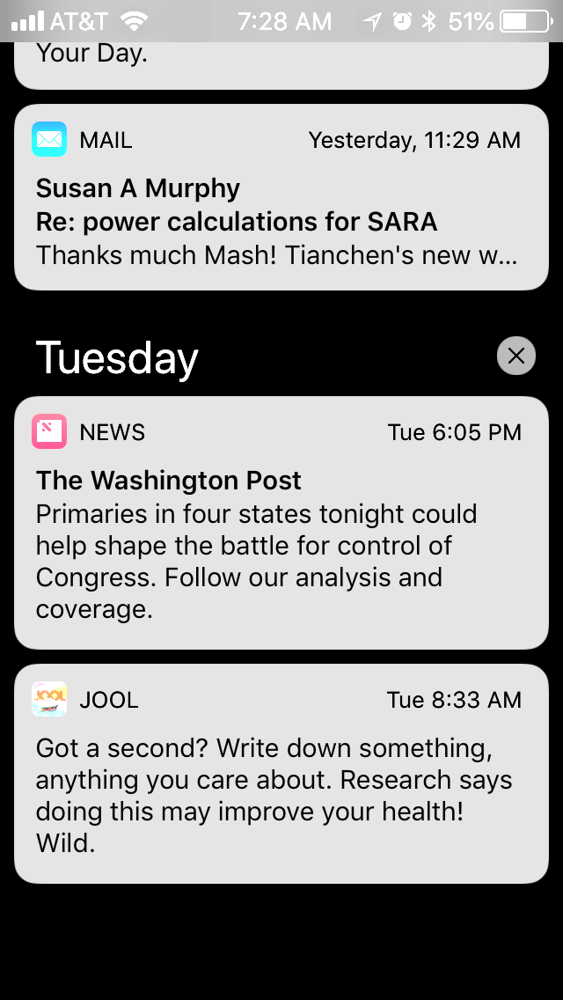 AT&T 7:28 AM 51%
Your Day.
MAIL Yesterday, 11:29 AM
Susan A Murphy
Re: power calculations for SARA
Thanks much Mash! Tianchen's new w...
Tuesday
NEWS Tue 6:05 PM
The Washington Post
Primaries in four states tonight could
help shape the battle for control of
Congress. Follow our analysis and
coverage.
JOOL
JOOL Tue 8:33 AM
Got a second? Write down something,
anything you care about. Research says
doing this may improve your health!
Wild.